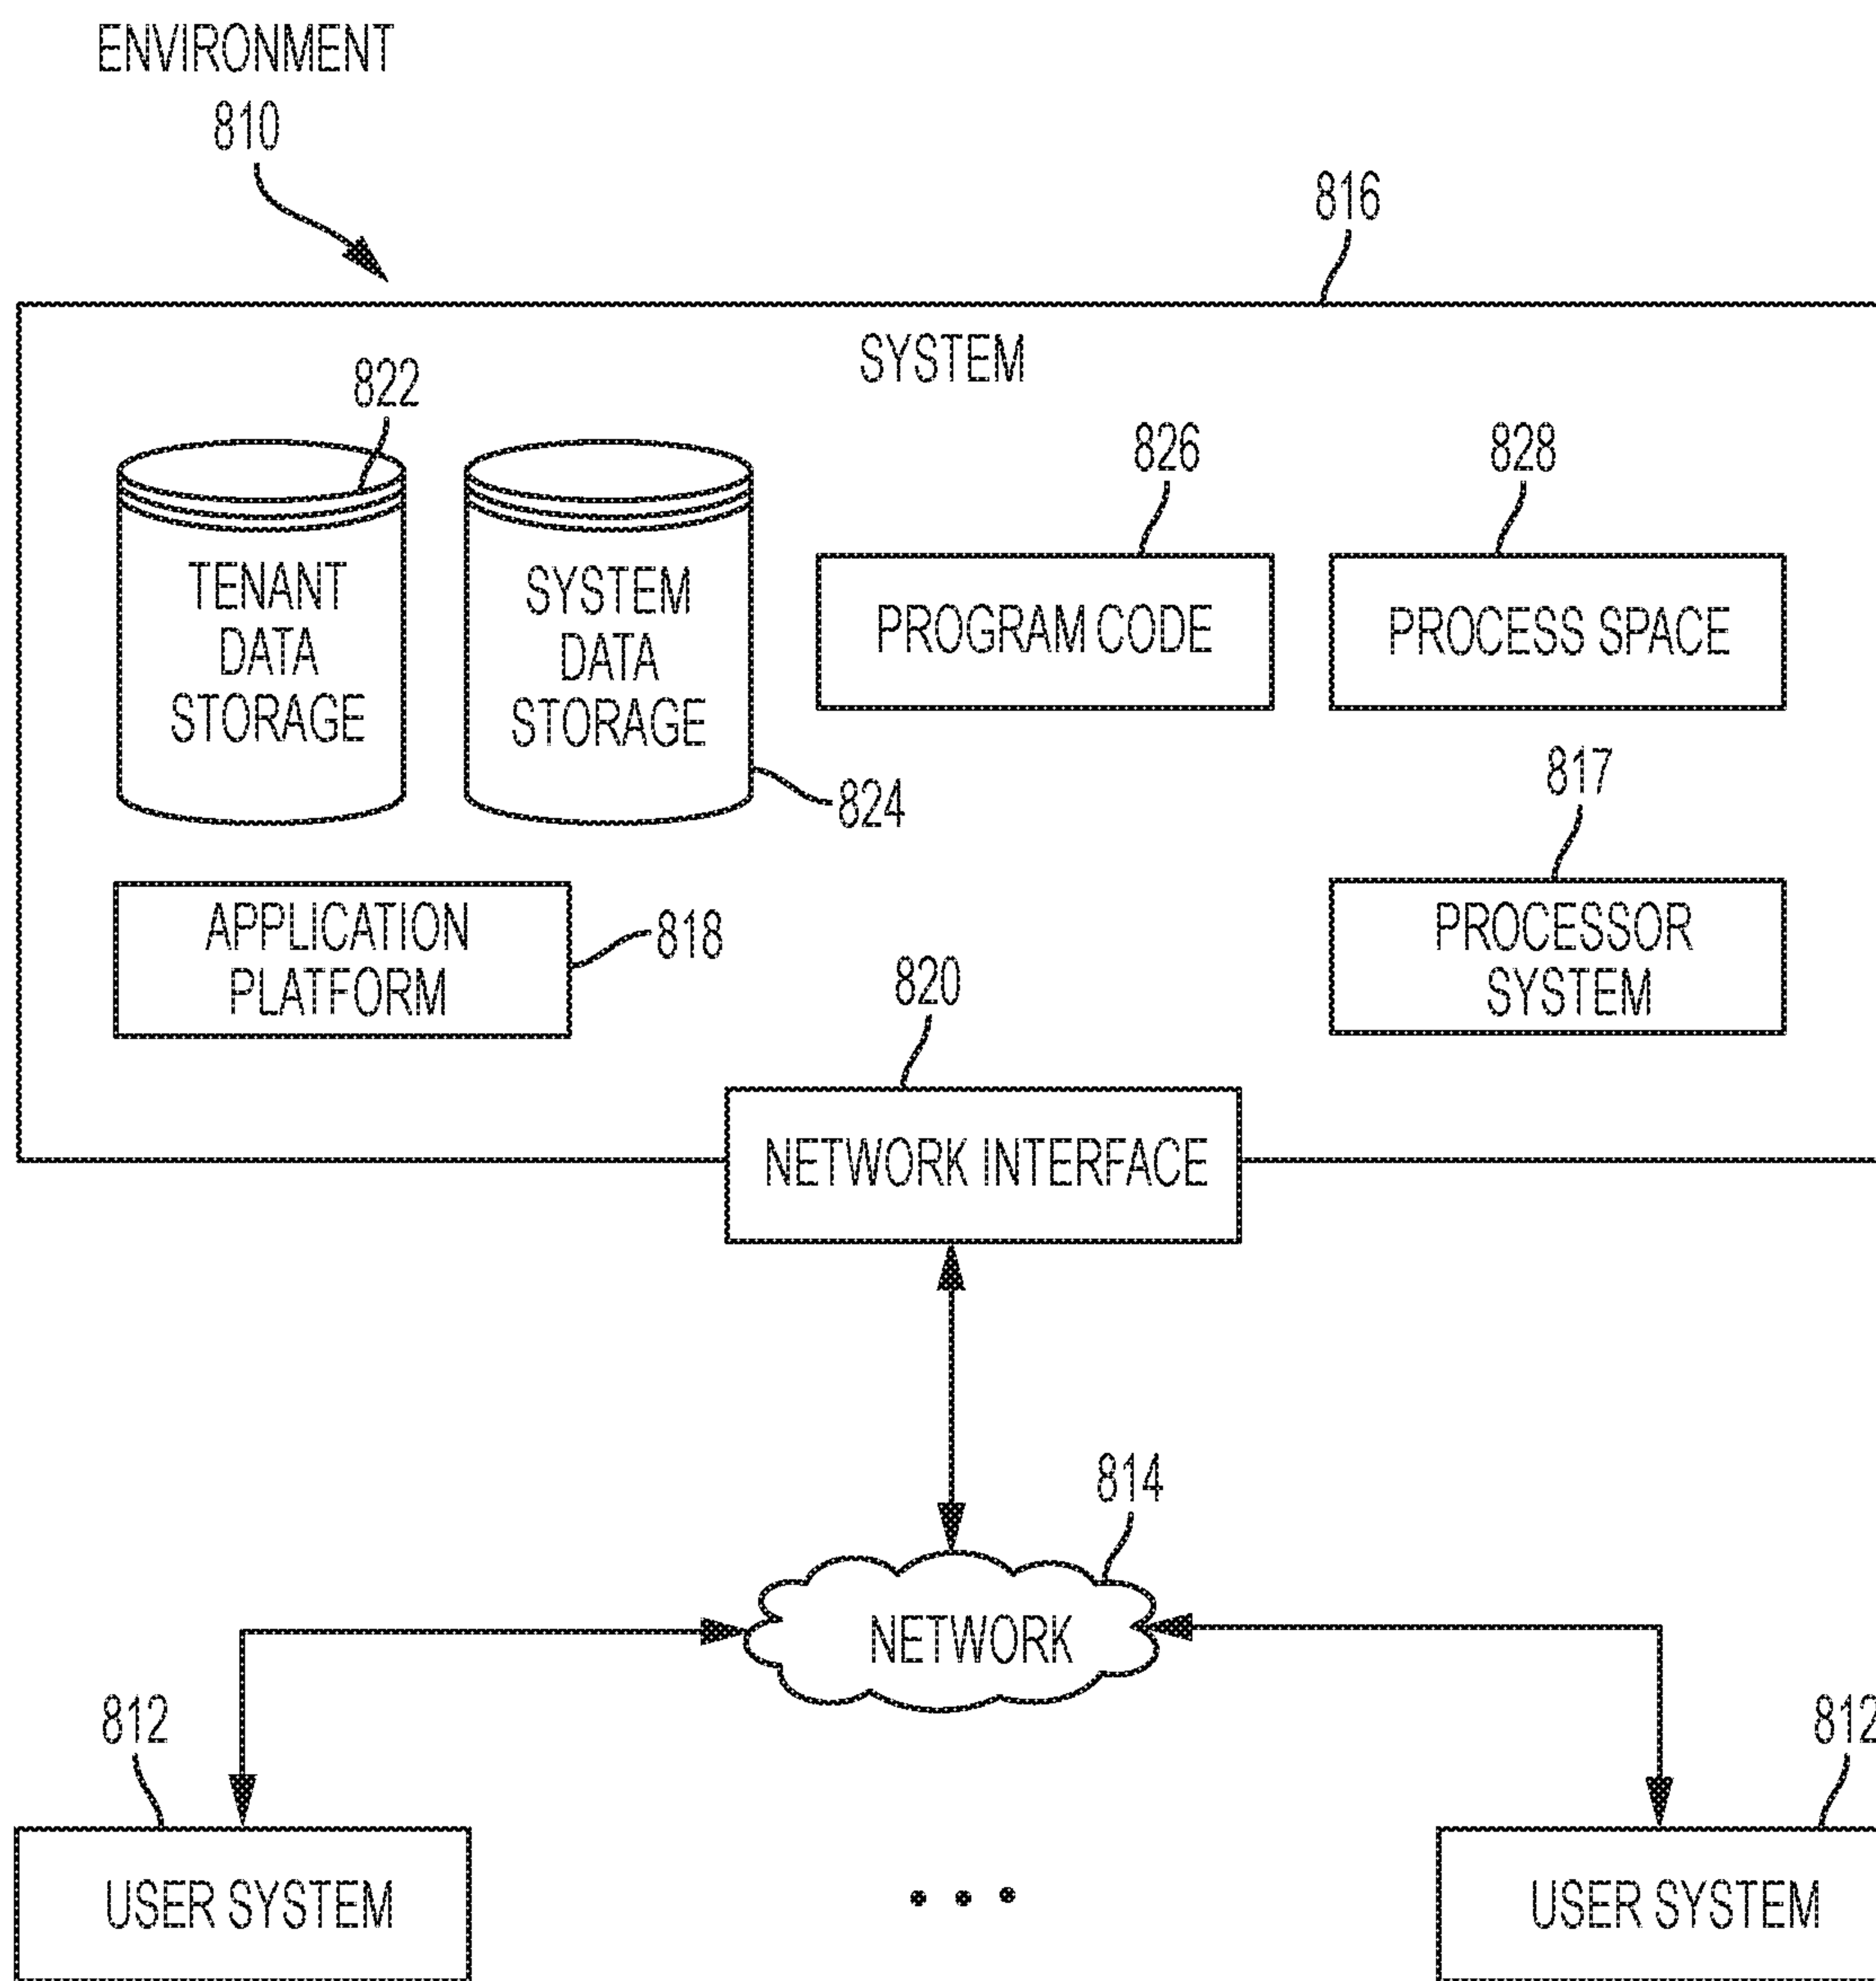 ENVIRONMENT
810
816
SYSTEM
822
826
828
TENANT
DATA
STORAGE
SYSTEM
DATA
STORAGE
PROGRAM CODE
PROCESS SPACE
824
817
APPLICATION
PLATFORM
818
PROCESSOR
SYSTEM
820
NETWORK INTERFACE
814
NETWORK
812
812
USER SYSTEM
USER SYSTEM